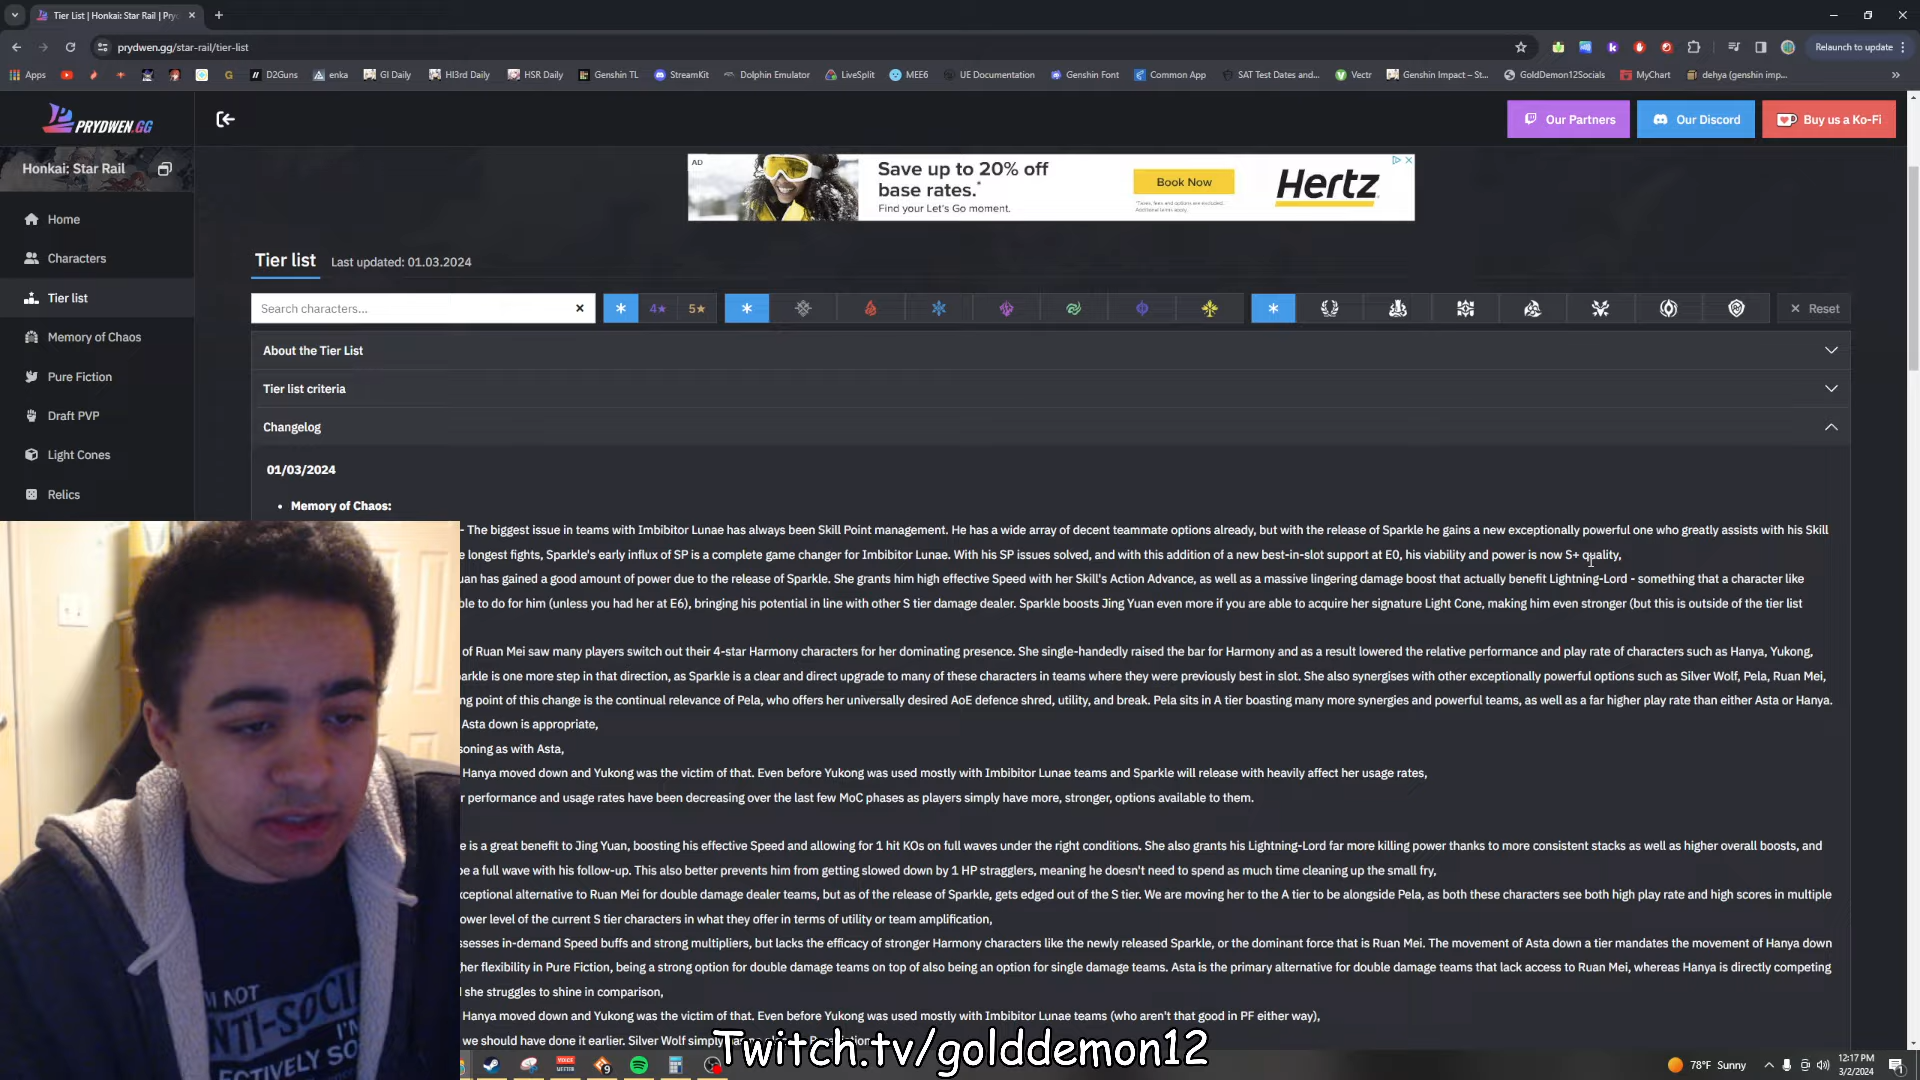 Tier List | Honkai: Star Rail | Pry
prydwen.gg/star-rail/tier-list
Relaunch to update
Apps
D2Guns
enka
GI Daily
HI3rd Daily
HSR Daily
Genshin TL
StreamKit
Dolphin Emulator
LiveSplit
MEE6
UE Documentation
Genshin Font
Common App
SAT Test Dates and...
Vectr
Genshin Impact – St...
GoldDemon12Socials
MyChart
dehya (genshin imp...
PRYDWEN.GG
Our Partners
Our Discord
Buy us a Ko-Fi
Honkai: Star Rail
Home
Characters
Tier list
Memory of Chaos
Pure Fiction
Draft PVP
Light Cones
Relics
AD
Save up to 20% off
base rates.*
Find your Let's Go moment.
Book Now
Hertz
Tier list
Last updated: 01.03.2024
Search characters...
4★
5★
Reset
About the Tier List
Tier list criteria
Changelog
01/03/2024
Memory of Chaos:
- The biggest issue in teams with Imbibitor Lunae has always been Skill Point management. He has a wide array of decent teammate options already, but with the release of Sparkle he gains a new exceptionally powerful one who greatly assists with his Skill
e longest fights, Sparkle's early influx of SP is a complete game changer for Imbibitor Lunae. With his SP issues solved, and with this addition of a new best-in-slot support at E0, his viability and power is now S+ quality,
uan has gained a good amount of power due to the release of Sparkle. She grants him high effective Speed with her Skill's Action Advance, as well as a massive lingering damage boost that actually benefit Lightning-Lord - something that a character like
ble to do for him (unless you had her at E6), bringing his potential in line with other S tier damage dealer. Sparkle boosts Jing Yuan even more if you are able to acquire her signature Light Cone, making him even stronger (but this is outside of the tier list
of Ruan Mei saw many players switch out their 4-star Harmony characters for her dominating presence. She single-handedly raised the bar for Harmony and as a result lowered the relative performance and play rate of characters such as Hanya, Yukong,
arkle is one more step in that direction, as Sparkle is a clear and direct upgrade to many of these characters in teams where they were previously best in slot. She also synergises with other exceptionally powerful options such as Silver Wolf, Pela, Ruan Mei,
ng point of this change is the continual relevance of Pela, who offers her universally desired AoE defence shred, utility, and break. Pela sits in A tier boasting many more synergies and powerful teams, as well as a far higher play rate than either Asta or Hanya.
Asta down is appropriate,
soning as with Asta,
Hanya moved down and Yukong was the victim of that. Even before Yukong was used mostly with Imbibitor Lunae teams and Sparkle will release with heavily affect her usage rates,
r performance and usage rates have been decreasing over the last few MoC phases as players simply have more, stronger, options available to them.
e is a great benefit to Jing Yuan, boosting his effective Speed and allowing for 1 hit KOs on full waves under the right conditions. She also grants his Lightning-Lord far more killing power thanks to more consistent stacks as well as higher overall boosts, and
pe a full wave with his follow-up. This also better prevents him from getting slowed down by 1 HP stragglers, meaning he doesn't need to spend as much time cleaning up the small fry,
xceptional alternative to Ruan Mei for double damage dealer teams, but as of the release of Sparkle, gets edged out of the S tier. We are moving her to the A tier to be alongside Pela, as both these characters see both high play rate and high scores in multiple
ower level of the current S tier characters in what they offer in terms of utility or team amplification,
ssesses in-demand Speed buffs and strong multipliers, but lacks the efficacy of stronger Harmony characters like the newly released Sparkle, or the dominant force that is Ruan Mei. The movement of Asta down a tier mandates the movement of Hanya down
her flexibility in Pure Fiction, being a strong option for double damage teams on top of also being an option for single damage teams. Asta is the primary alternative for double damage teams that lack access to Ruan Mei, whereas Hanya is directly competing
d she struggles to shine in comparison,
Hanya moved down and Yukong was the victim of that. Even before Yukong was used mostly with Imbibitor Lunae teams (who aren't that good in PF either way),
we should have done it earlier. Silver Wolf simply
I'M NOT
ANTI-SOCI
I'M
ECTIVELY SO
Twitch.tv/golddemon12
78°F Sunny
12:17 PM
3/2/2024